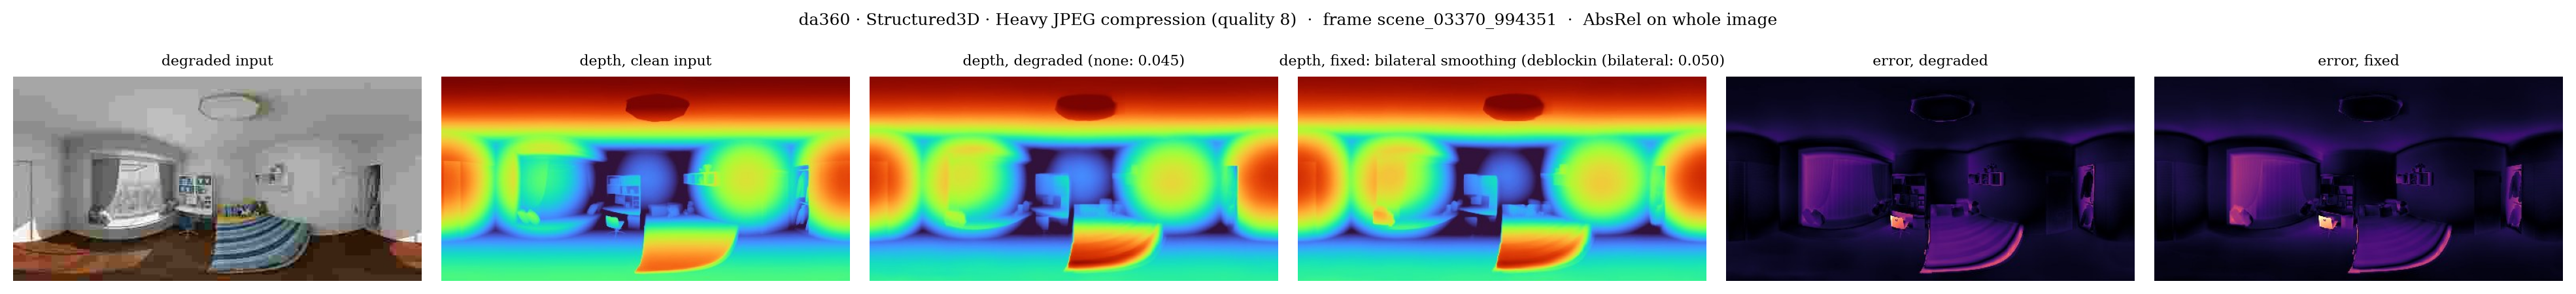 da360 · Structured3D · Heavy JPEG compression (quality 8) · frame scene_03370_994351 · AbsRel on whole image
degraded input
depth, clean input
depth, degraded (none: 0.045)
depth, fixed: bilateral smoothing (deblockin (bilateral: 0.050)
error, degraded
error, fixed